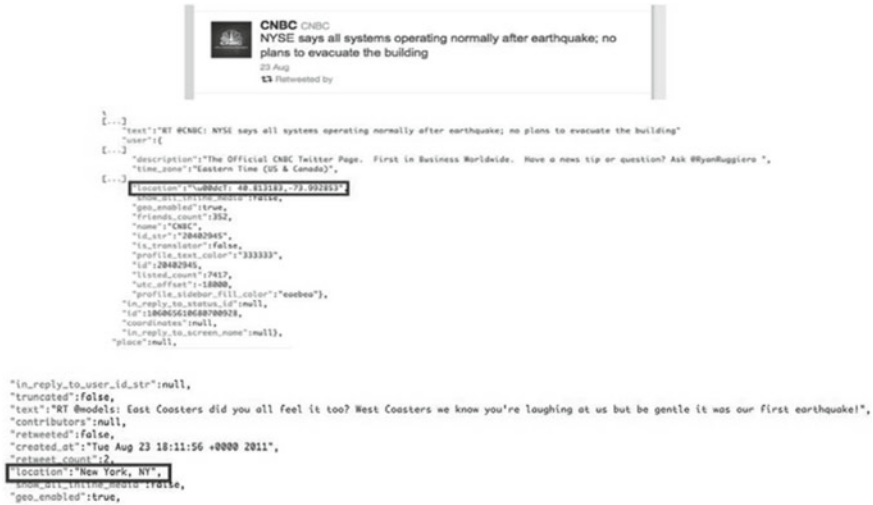 CNBC CNBC
NYSE says all systems operating normally after earthquake; no
plans to evacuate the building
23 Aug
Retweeted by
}
[...]
"text":"RT @CNBC: NYSE says all systems operating normally after earthquake; no plans to evacuate the building"
"user":{
[...]
"description":"The Official CNBC Twitter Page. First in Business Worldwide. Have a news tip or question? Ask @RyanRuggiero ",
"time_zone":"Eastern Time (US & Canada)",
[...]
"location":"\u00dcT: 40.813183,-73.992853",
"show_all_inline_media":false,
"geo_enabled":true,
"friends_count":352,
"name":"CNBC",
"id_str":"20402945",
"is_translator":false,
"profile_text_color":"333333",
"id":20402945,
"listed_count":7417,
"utc_offset":-18000,
"profile_sidebar_fill_color":"eaebea"},
"in_reply_to_status_id":null,
"id":106065610680700928,
"coordinates":null,
"in_reply_to_screen_name":null},
"place":null,
"in_reply_to_user_id_str":null,
"truncated":false,
"text":"RT @models: East Coasters did you all feel it too? West Coasters we know you're laughing at us but be gentle it was our first earthquake!",
"contributors":null,
"retweeted":false,
"created_at":"Tue Aug 23 18:11:56 +0000 2011",
"retweet_count":2,
"location":"New York, NY",
"show_all_inline_media":false,
"geo_enabled":true,